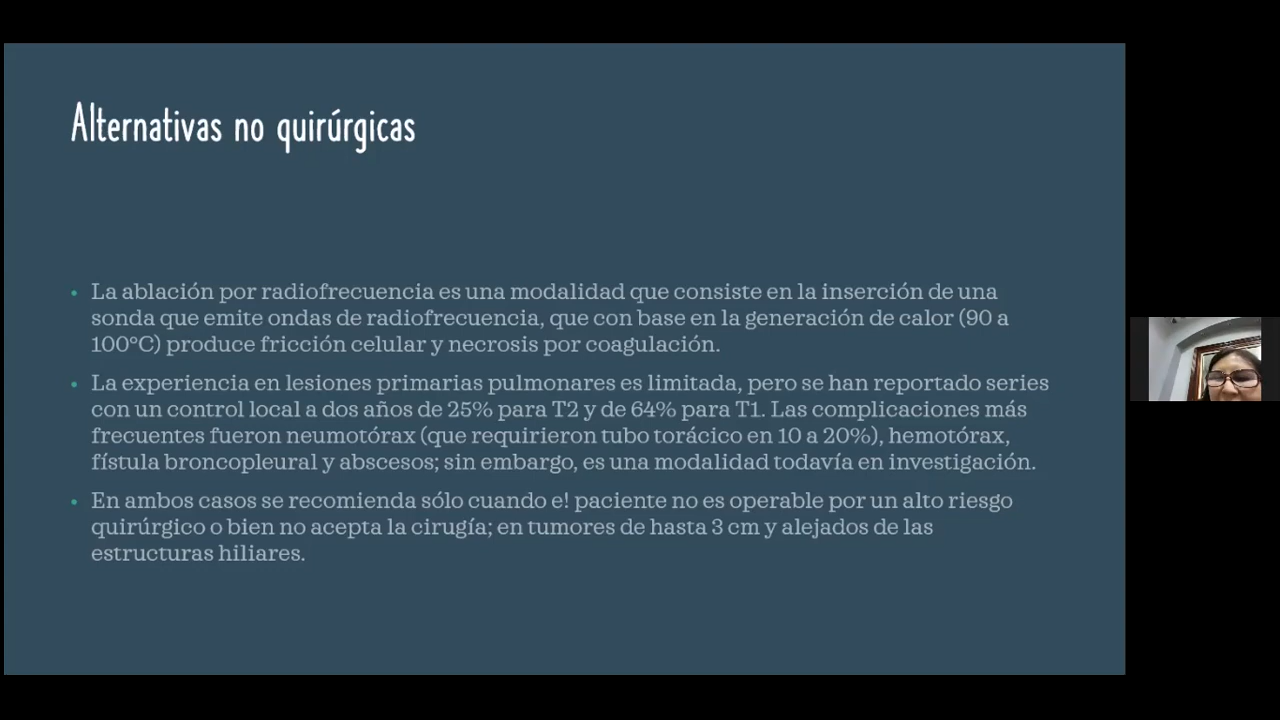 Alternativas no quirúrgicas
• La ablación por radiofrecuencia es una modalidad que consiste en la inserción de una
sonda que emite ondas de radiofrecuencia, que con base en la generación de calor (90 a
100°C) produce fricción celular y necrosis por coagulación.
• La experiencia en lesiones primarias pulmonares es limitada, pero se han reportado series
con un control local a dos años de 25% para T2 y de 64% para T1. Las complicaciones más
frecuentes fueron neumotórax (que requirieron tubo torácico en 10 a 20%), hemotórax,
fístula broncopleural y abscesos; sin embargo, es una modalidad todavía en investigación.
• En ambos casos se recomienda sólo cuando e! paciente no es operable por un alto riesgo
quirúrgico o bien no acepta la cirugía; en tumores de hasta 3 cm y alejados de las
estructuras hiliares.